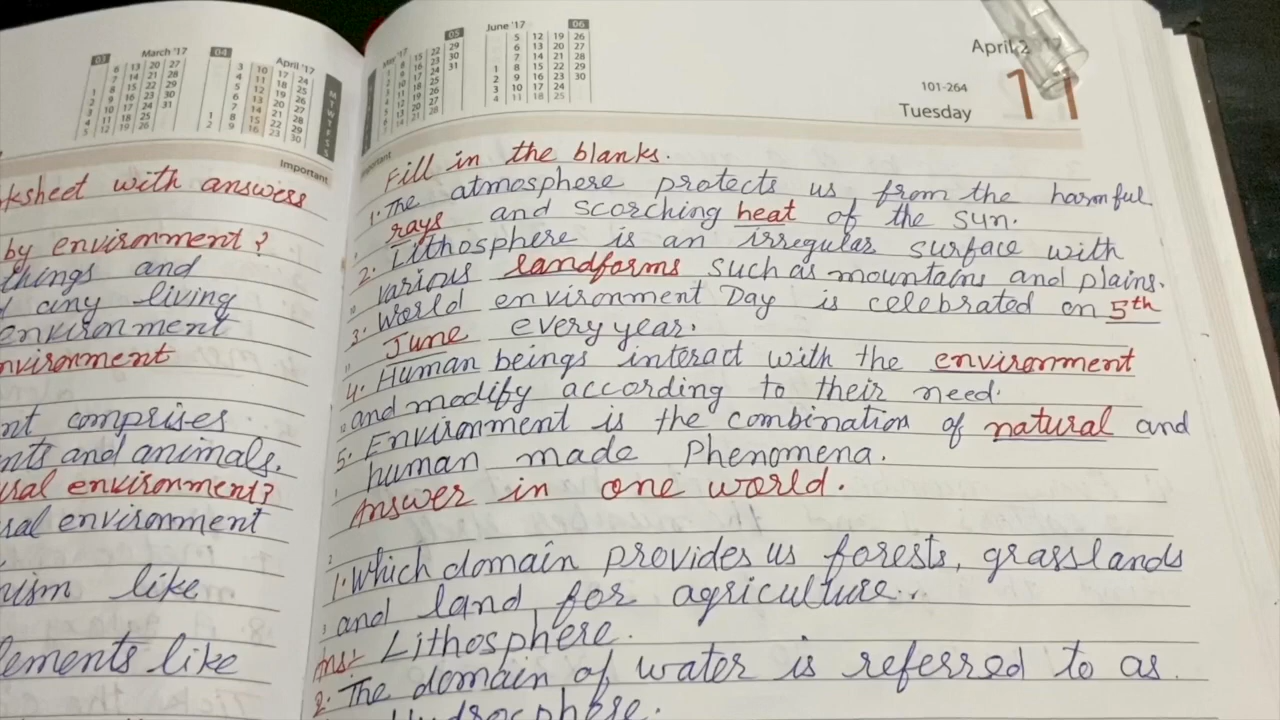 March '17
April '17
Important
ksheet with answers
by environment?
things and
any living
environment
nvironment
nt comprises
nts and animals.
ral environment?
ral environment
nism like
lements like
June '17
April 2
101-264
Tuesday
11
Fill in the blanks.
1. The atmosphere protects us from the harmful
rays and scorching heat of the sun.
2. Lithosphere is an irregular surface with
various landforms such as mountains and plains.
3. World environment Day is celebrated on 5th
June every year.
4. Human beings interact with the environment
and modify according to their need.
5. Environment is the combination of natural and
human made Phenomena.
Answer in one world.
1. Which domain provides us forests, grasslands
and land for agriculture.
Ans:- Lithosphere.
2. The domain of water is referred to as
Hydrosphere.